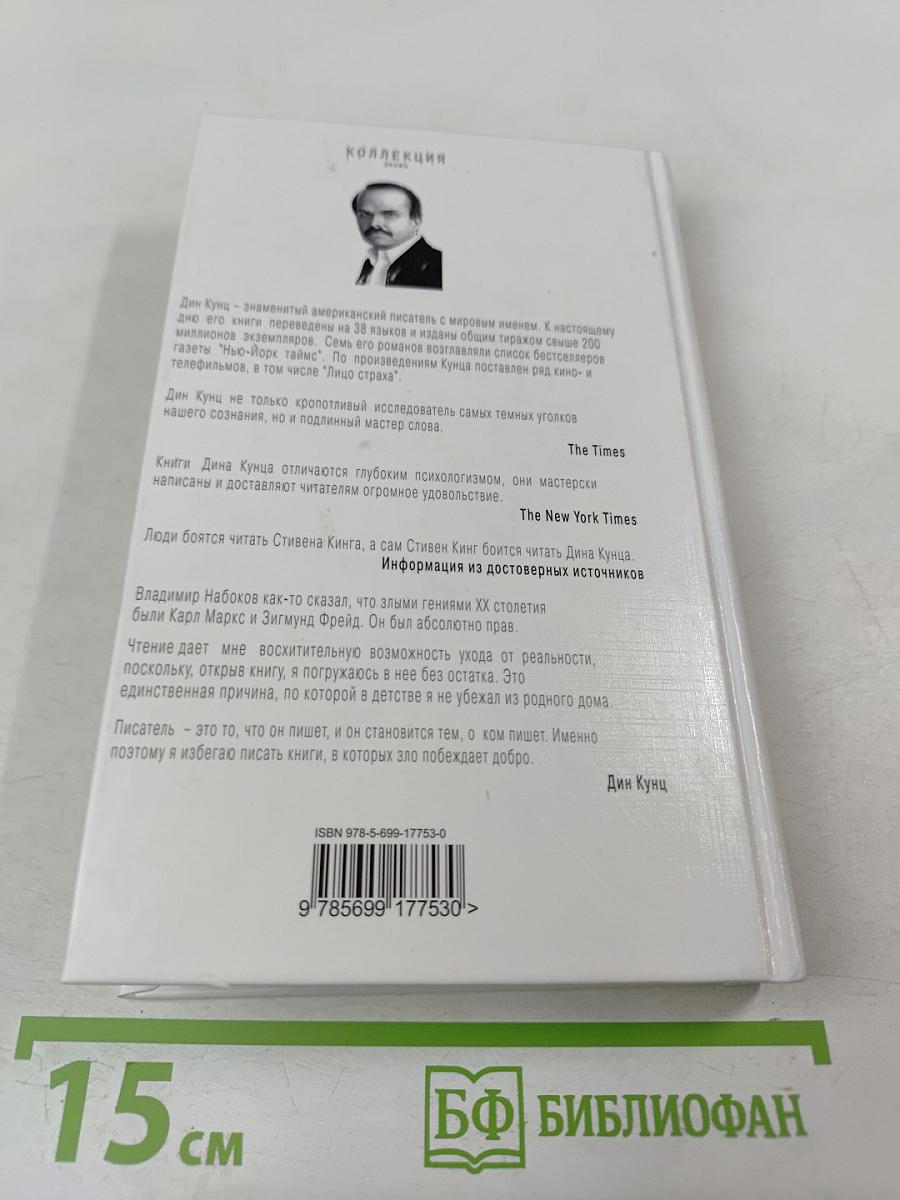 КОЛЛЕКЦИЯ
Дин Кунц – знаменитый американский писатель с мировым именем. К настоящему
дню его книги переведены на 38 языков и изданы общим тиражом свыше 200
миллионов экземпляров. Семь его романов возглавляли список бестселлеров
газеты "Нью-Йорк таймс". По произведениям Кунца поставлен ряд кино- и
телефильмов, в том числе "Лицо страха".
Дин Кунц не только кропотливый исследователь самых темных уголков
нашего сознания, но и подлинный мастер слова.
The Times
Книги Дина Кунца отличаются глубоким психологизмом, они мастерски
написаны и доставляют читателям огромное удовольствие.
The New York Times
Люди боятся читать Стивена Кинга, а сам Стивен Кинг боится читать Дина Кунца.
Информация из достоверных источников
Владимир Набоков как-то сказал, что злыми гениями XX столетия
были Карл Маркс и Зигмунд Фрейд. Он был абсолютно прав.
Чтение дает мне восхитительную возможность ухода от реальности,
поскольку, открыв книгу, я погружаюсь в нее без остатка. Это
единственная причина, по которой в детстве я не убежал из родного дома.
Писатель – это то, что он пишет, и он становится тем, о ком пишет. Именно
поэтому я избегаю писать книги, в которых зло побеждает добро.
Дин Кунц
ISBN 978-5-699-17753-0
9 785699 177530 >
15 см
БФ БИБЛИОФАН